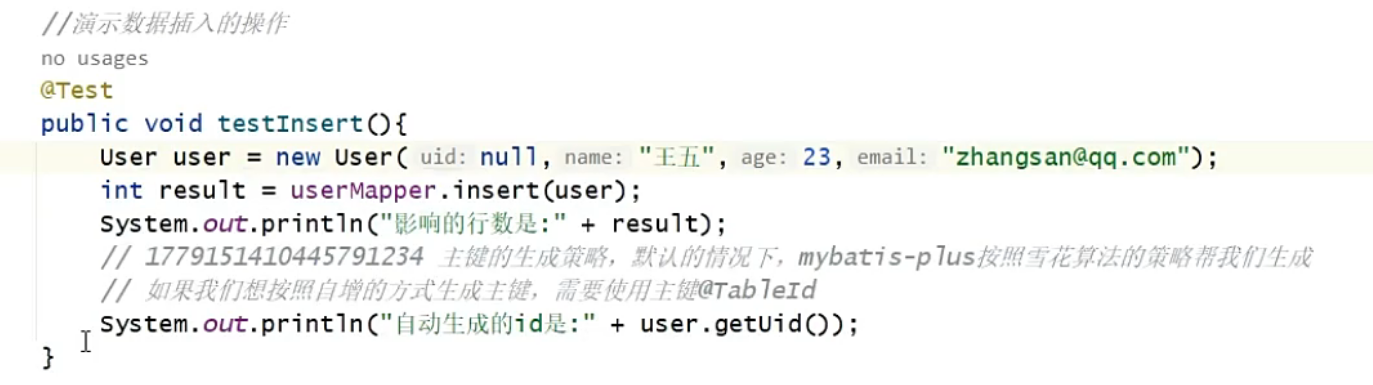 //演示数据插入的操作
no usages
@Test
public void testInsert(){
User user = new User( uid: null, name: "王五", age: 23, email: "zhangsan@qq.com");
int result = userMapper.insert(user);
System.out.println("影响的行数是:" + result);
// 1779151410445791234 主键的生成策略，默认的情况下，mybatis-plus按照雪花算法的策略帮我们生成
// 如果我们想按照自增的方式生成主键，需要使用主键@TableId
System.out.println("自动生成的id是:" + user.getUid());
}